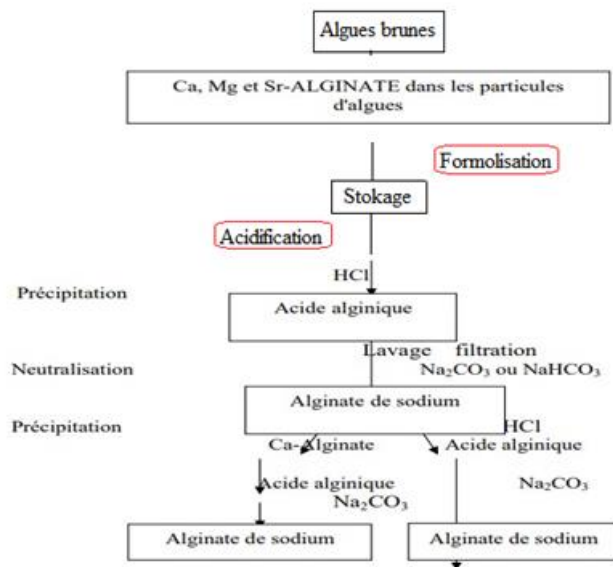 Algues brunes
Ca, Mg et Sr-ALGINATE dans les particules
d'algues
Formolisation
Stokage
Acidification
HCl
Précipitation
Acide alginique
Lavage filtration
Neutralisation
Na₂CO₃ ou NaHCO₃
Alginate de sodium
Précipitation
HCl
Ca-Alginate
Acide alginique
Acide alginique
Na₂CO₃
Na₂CO₃
Alginate de sodium
Alginate de sodium